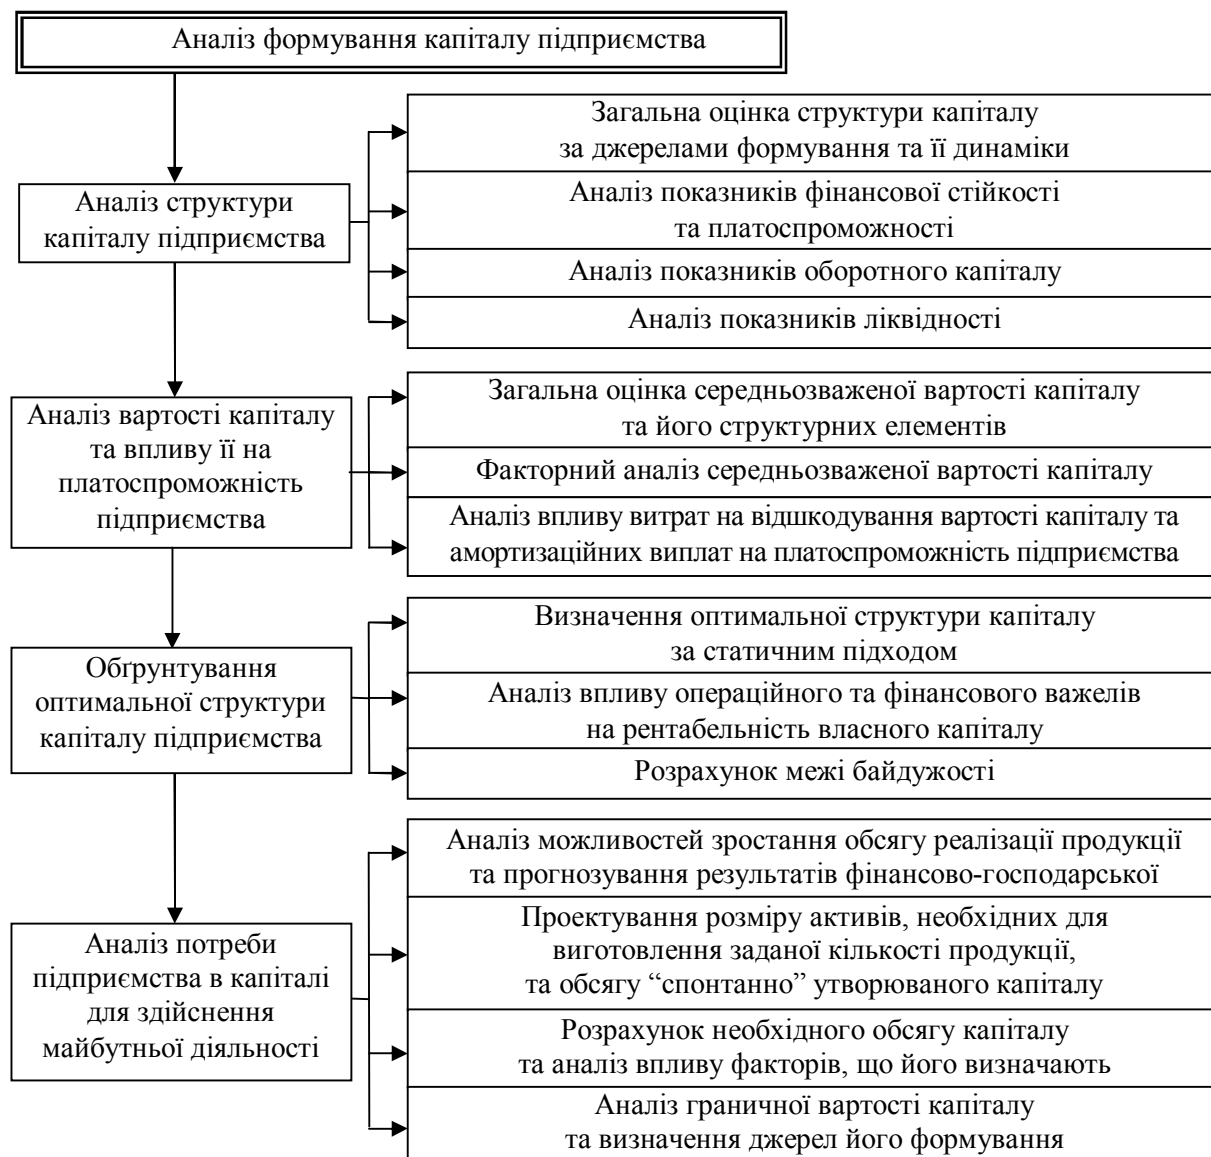 Аналіз формування капіталу підприємства
Аналіз структури
капіталу підприємства
Загальна оцінка структури капіталу
за джерелами формування та її динаміки
Аналіз показників фінансової стійкості
та платоспроможності
Аналіз показників оборотного капіталу
Аналіз показників ліквідності
Аналіз вартості капіталу
та впливу її на
платоспроможність
підприємства
Загальна оцінка середньозваженої вартості капіталу
та його структурних елементів
Факторний аналіз середньозваженої вартості капіталу
Аналіз впливу витрат на відшкодування вартості капіталу та
амортизаційних виплат на платоспроможність підприємства
Обґрунтування
оптимальної структури
капіталу підприємства
Визначення оптимальної структури капіталу
за статичним підходом
Аналіз впливу операційного та фінансового важелів
на рентабельність власного капіталу
Розрахунок межі байдужості
Аналіз потреби
підприємства в капіталі
для здійснення
майбутньої діяльності
Аналіз можливостей зростання обсягу реалізації продукції
та прогнозування результатів фінансово-господарської
Проектування розміру активів, необхідних для
виготовлення заданої кількості продукції,
та обсягу “спонтанно” утворюваного капіталу
Розрахунок необхідного обсягу капіталу
та аналіз впливу факторів, що його визначають
Аналіз граничної вартості капіталу
та визначення джерел його формування